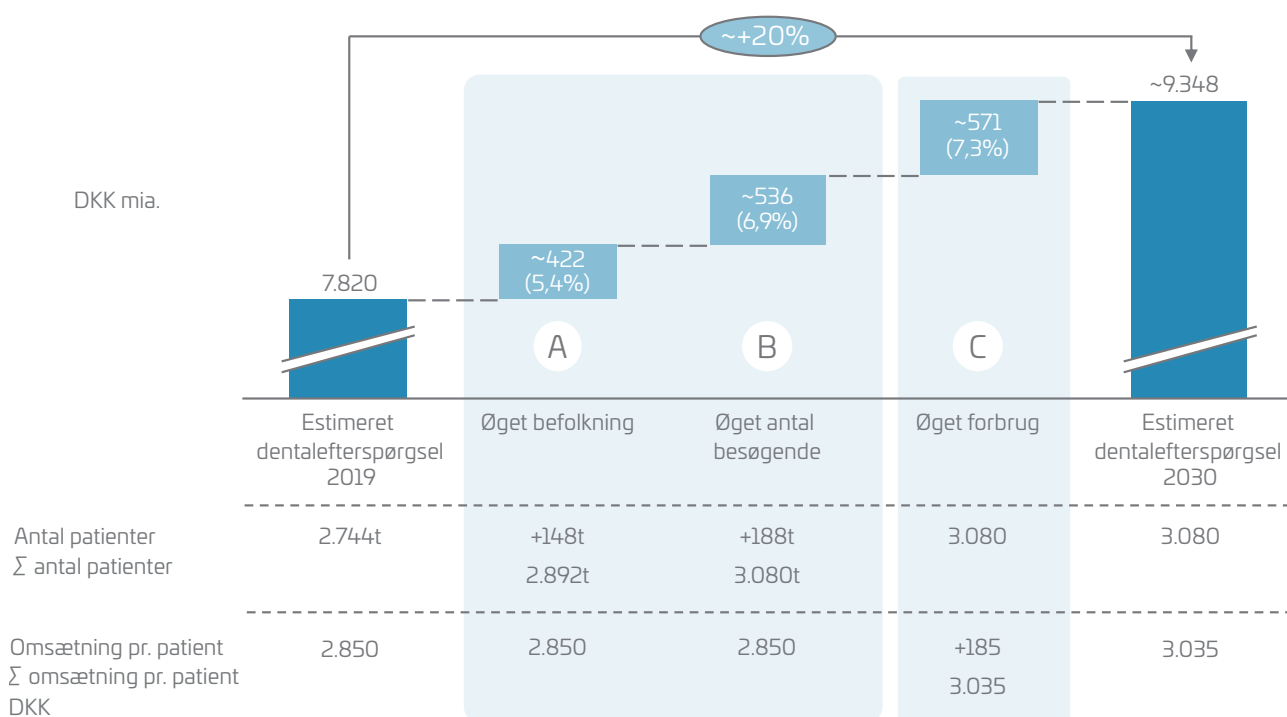 ~+20%
~9.348
~571
(7,3%)
DKK mia.
~536
(6,9%)
7.820
~422
(5,4%)
A
B
C
Estimeret
dentalefterspørgsel
2019
Øget befolkning
Øget antal
besøgende
Øget forbrug
Estimeret
dentalefterspørgsel
2030
Antal patienter
Σ antal patienter
2.744t
+148t
2.892t
+188t
3.080t
3.080
3.080
Omsætning pr. patient
Σ omsætning pr. patient
DKK
2.850
2.850
2.850
+185
3.035
3.035